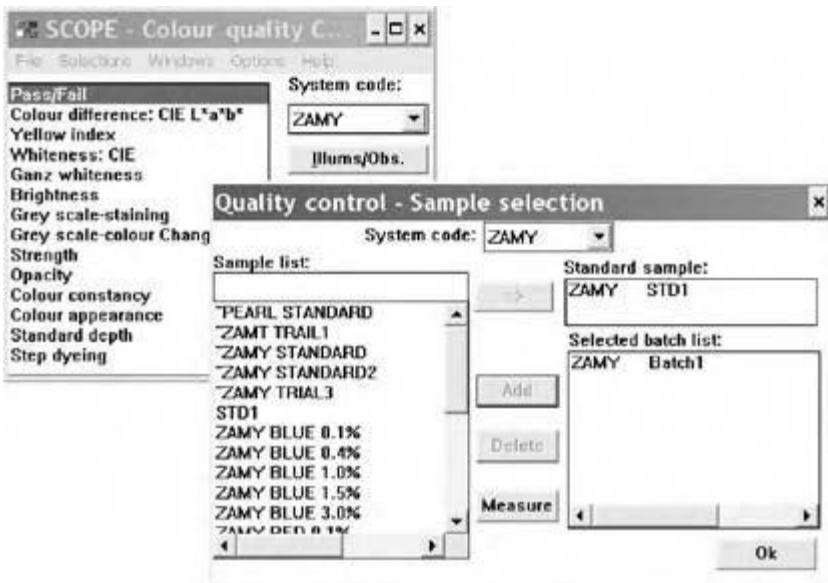 SCOPE - Colour quality C...
File Selections Windows Options Help
Pass/Fail
Colour difference: CIE L*a*b*
Yellow index
Whiteness: CIE
Ganz whiteness
Brightness
Grey scale-staining
Grey scale-colour Chang
Strength
Opacity
Colour constancy
Colour appearance
Standard depth
Step dyeing
System code:
ZAMY
Illums/Obs.
Quality control - Sample selection
System code: ZAMY
Sample list:
"PEARL STANDARD
"ZAMT TRAIL1
"ZAMY STANDARD
"ZAMY STANDARD2
"ZAMY TRIAL3
STD1
ZAMY BLUE 0.1%
ZAMY BLUE 0.4%
ZAMY BLUE 1.0%
ZAMY BLUE 1.5%
ZAMY BLUE 3.0%
ZAMY RED 0.1%
=>
Add
Delete
Measure
Standard sample:
ZAMY STD1
Selected batch list:
ZAMY Batch1
Ok